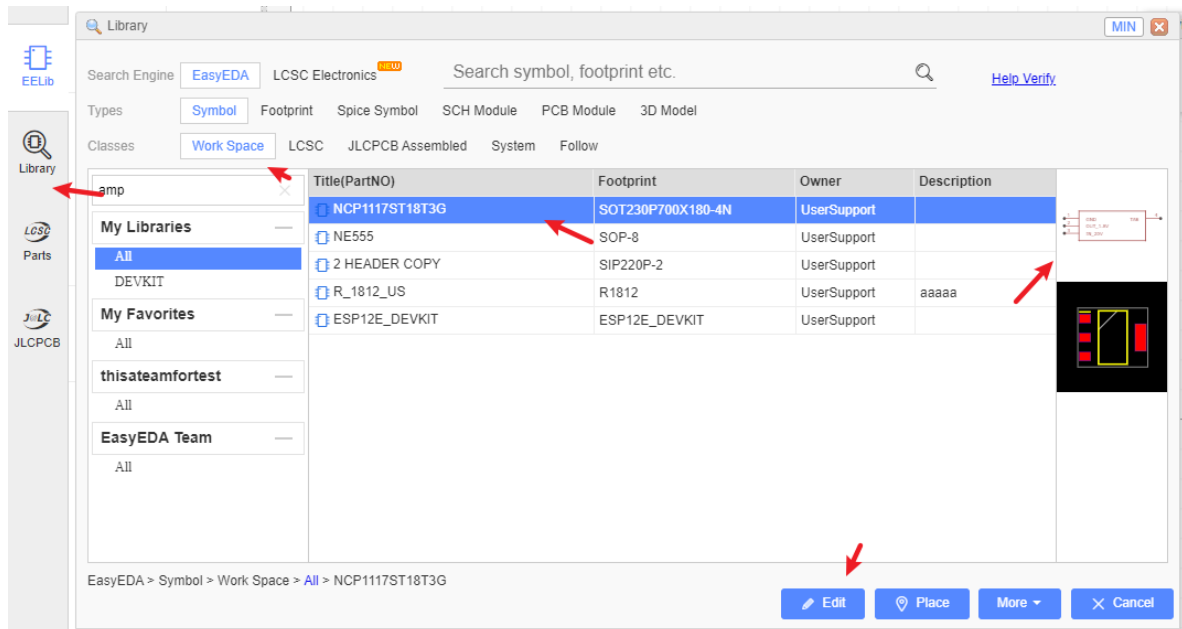 Library MIN
EELib
Search Engine EasyEDA LCSC Electronics NEW Search symbol, footprint etc. Help Verify
Types Symbol Footprint Spice Symbol SCH Module PCB Module 3D Model
Classes Work Space LCSC JLCPCB Assembled System Follow
Library
amp
Title(PartNO) Footprint Owner Description
NCP1117ST18T3G SOT230P700X180-4N UserSupport
NE555 SOP-8 UserSupport
2 HEADER COPY SIP220P-2 UserSupport
R_1812_US R1812 UserSupport aaaaa
ESP12E_DEVKIT ESP12E_DEVKIT UserSupport
My Libraries
All
DEVKIT
My Favorites
All
thisateamfortest
All
EasyEDA Team
All
LCSC
Parts
JLC
JLCPCB
EasyEDA > Symbol > Work Space > All > NCP1117ST18T3G
Edit Place More Cancel